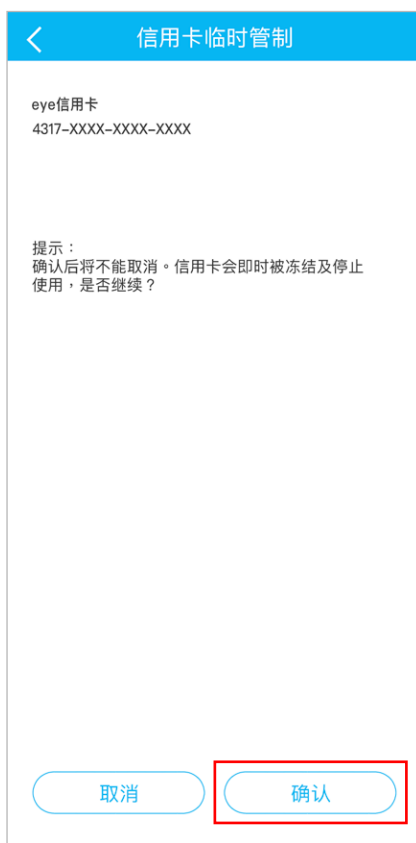 信用卡临时管制
eye信用卡
4317-XXXX-XXXX-XXXX
提示：
确认后将不能取消。信用卡会即时被冻结及停止
使用，是否继续？
取消
确认